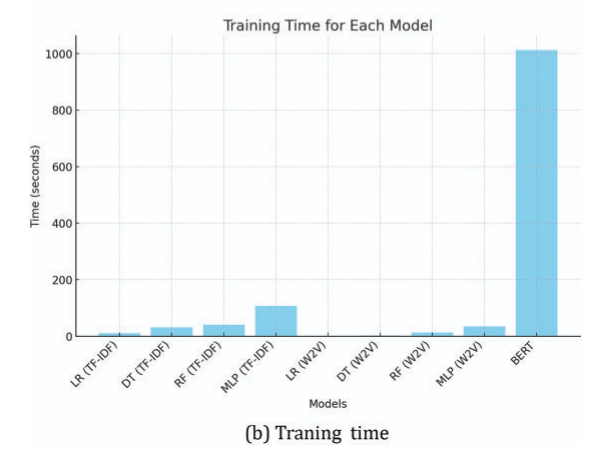 Training Time for Each Model
1000
800
600
400
200
0
Time (seconds)
LR (TF-IDF)
DT (TF-IDF)
RF (TF-IDF)
MLP (TF-IDF)
LR (W2V)
DT (W2V)
RF (W2V)
MLP (W2V)
BERT
Models
(b) Traning time